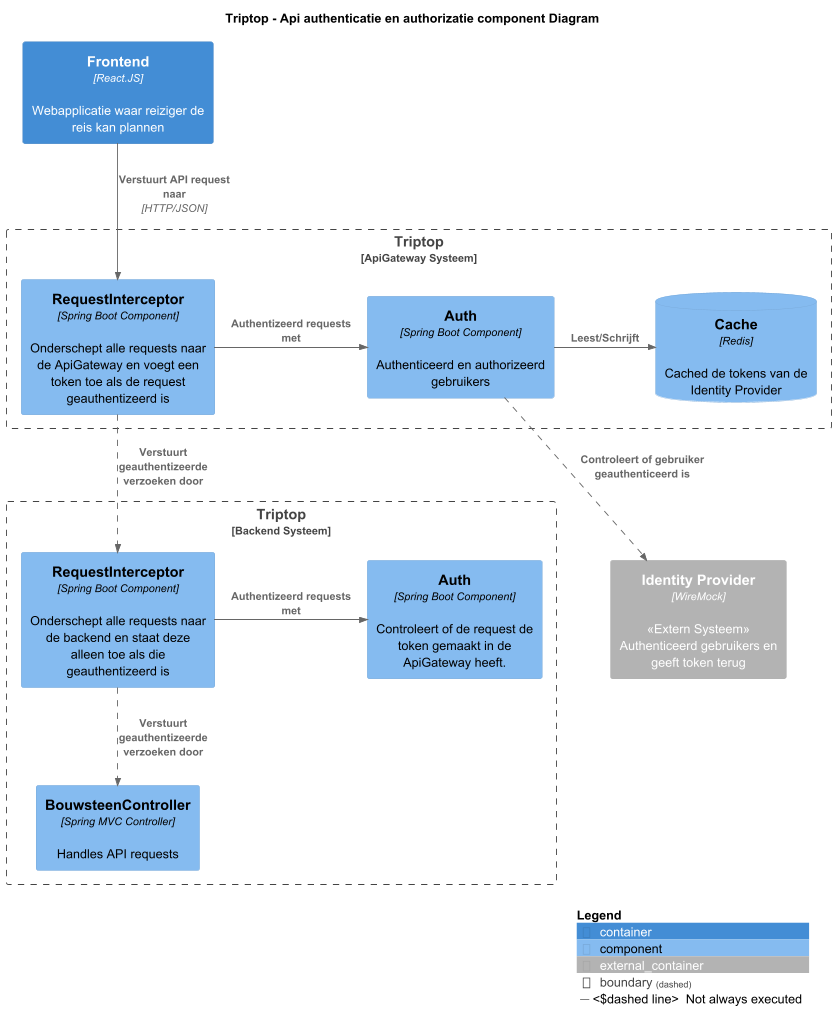 Triptop - Api authenticatie en authorizatie component Diagram
Frontend
[React.JS]
Webapplicatie waar reiziger de
reis kan plannen
Verstuurt API request
naar
[HTTP/JSON]
Triptop
[ApiGateway Systeem]
RequestInterceptor
[Spring Boot Component]
Onderschept alle requests naar
de ApiGateway en voegt een
token toe als de request
geauthentizeerd is
Authentizeerd requests
met
Auth
[Spring Boot Component]
Authenticeerd en authorizeerd
gebruikers
Leest/Schrijft
Cache
[Redis]
Cached de tokens van de
Identity Provider
Verstuurt
geauthentizeerde
verzoeken door
Controleert of gebruiker
geauthenticeerd is
Triptop
[Backend Systeem]
RequestInterceptor
[Spring Boot Component]
Onderschept alle requests naar
de backend en staat deze
alleen toe als die
geauthentizeerd is
Authentizeerd requests
met
Auth
[Spring Boot Component]
Controleert of de request de
token gemaakt in de
ApiGateway heeft.
Identity Provider
[WireMock]
«Extern Systeem»
Authenticeerd gebruikers en
geeft token terug
Verstuurt
geauthentizeerde
verzoeken door
BouwsteenController
[Spring MVC Controller]
Handles API requests
Legend
container
component
external_container
boundary (dashed)
<$dashed line> Not always executed